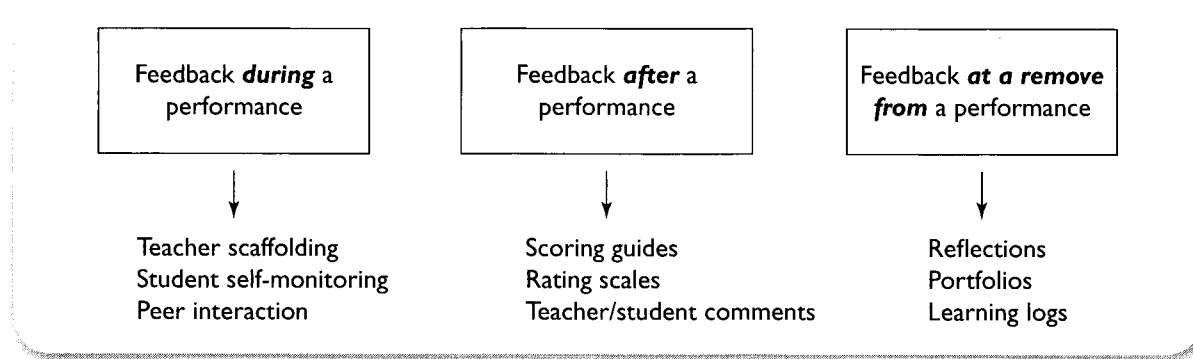 Feedback during a
performance
Teacher scaffolding
Student self-monitoring
Peer interaction
Feedback after a
performance
Scoring guides
Rating scales
Teacher/student comments
Feedback at a remove
from a performance
Reflections
Portfolios
Learning logs